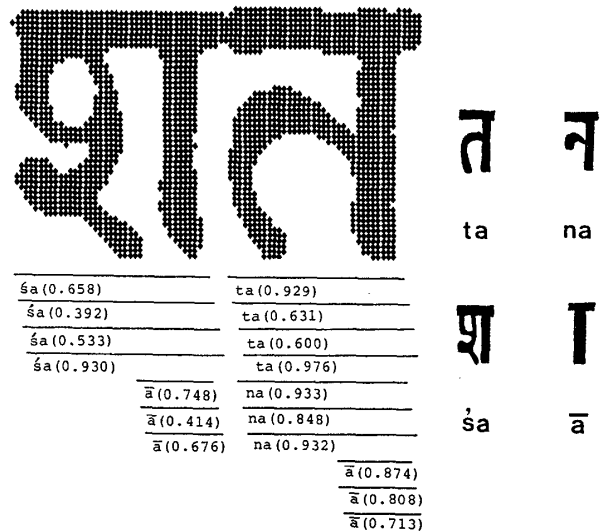 शत
śa(0.658)
śa(0.392)
śa(0.533)
śa(0.930)
ā(0.748)
ā(0.414)
ā(0.676)
ta(0.929)
ta(0.631)
ta(0.600)
ta(0.976)
na(0.933)
na(0.848)
na(0.932)
ā(0.874)
ā(0.808)
ā(0.713)
त न
ta na
श ा
śa ā